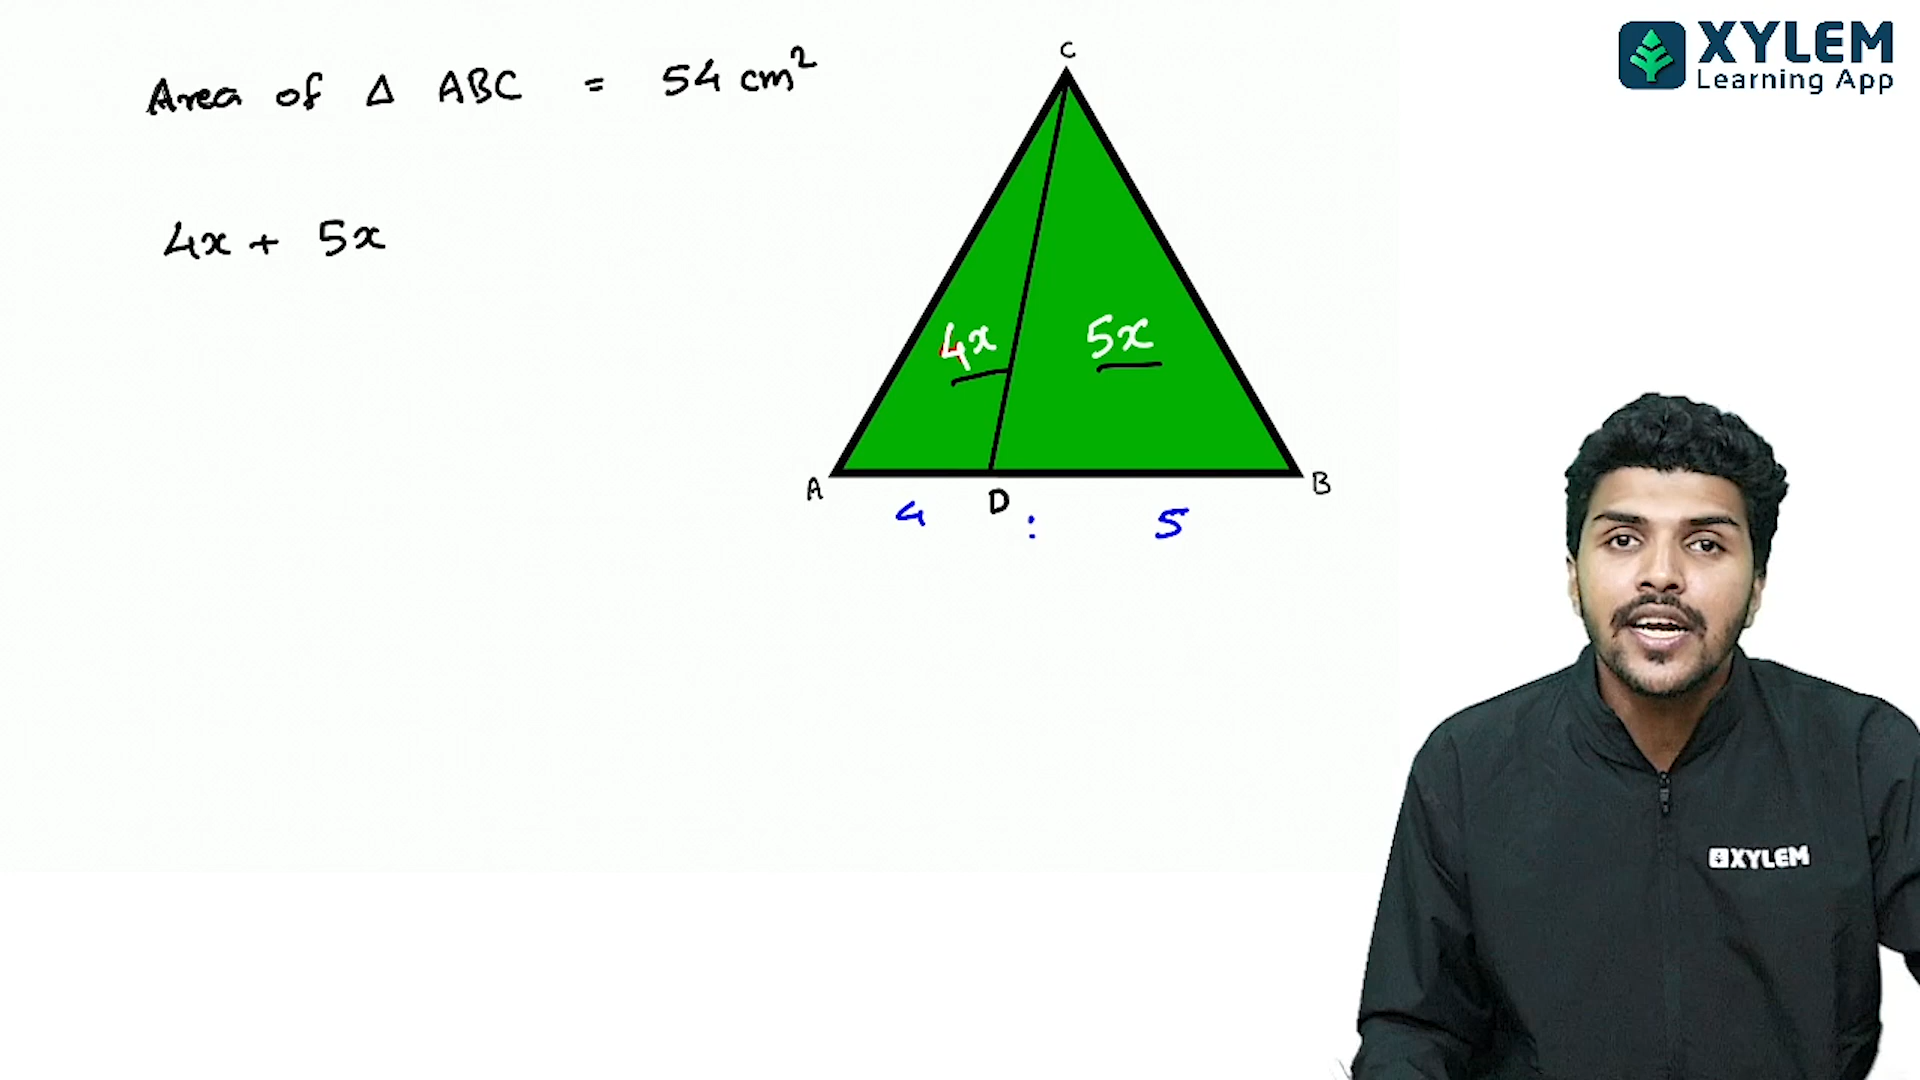 Area of Δ ABC = 54 cm²
4x + 5x
C
4x 5x
A D B
4 : 5
XYLEM
Learning App
XYLEM